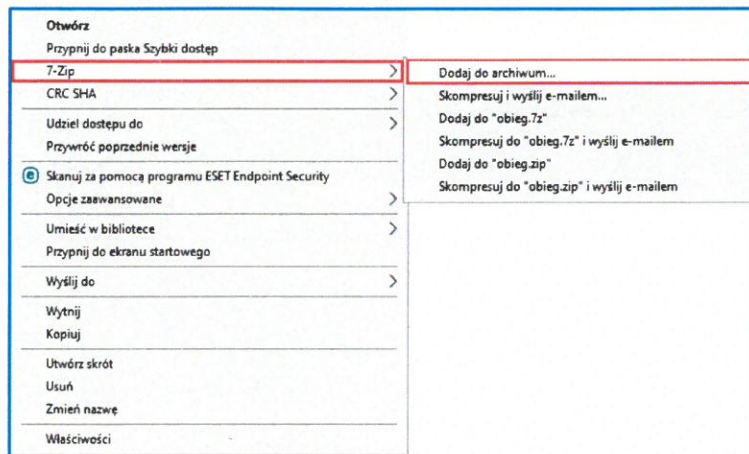 Otwórz
Przypnij do paska Szybki dostęp
7-Zip
CRC SHA
Udziel dostępu do
Przywróć poprzednie wersje
Skanuj za pomocą programu ESET Endpoint Security
Opcje zaawansowane
Umieść w bibliotece
Przypnij do ekranu startowego
Wyślij do
Wytnij
Kopiuj
Utwórz skrót
Usuń
Zmień nazwę
Właściwości
Dodaj do archiwum...
Skompresuj i wyślij e-mailem...
Dodaj do "obieg.7z"
Skompresuj do "obieg.7z" i wyślij e-mailem
Dodaj do "obieg.zip"
Skompresuj do "obieg.zip" i wyślij e-mailem